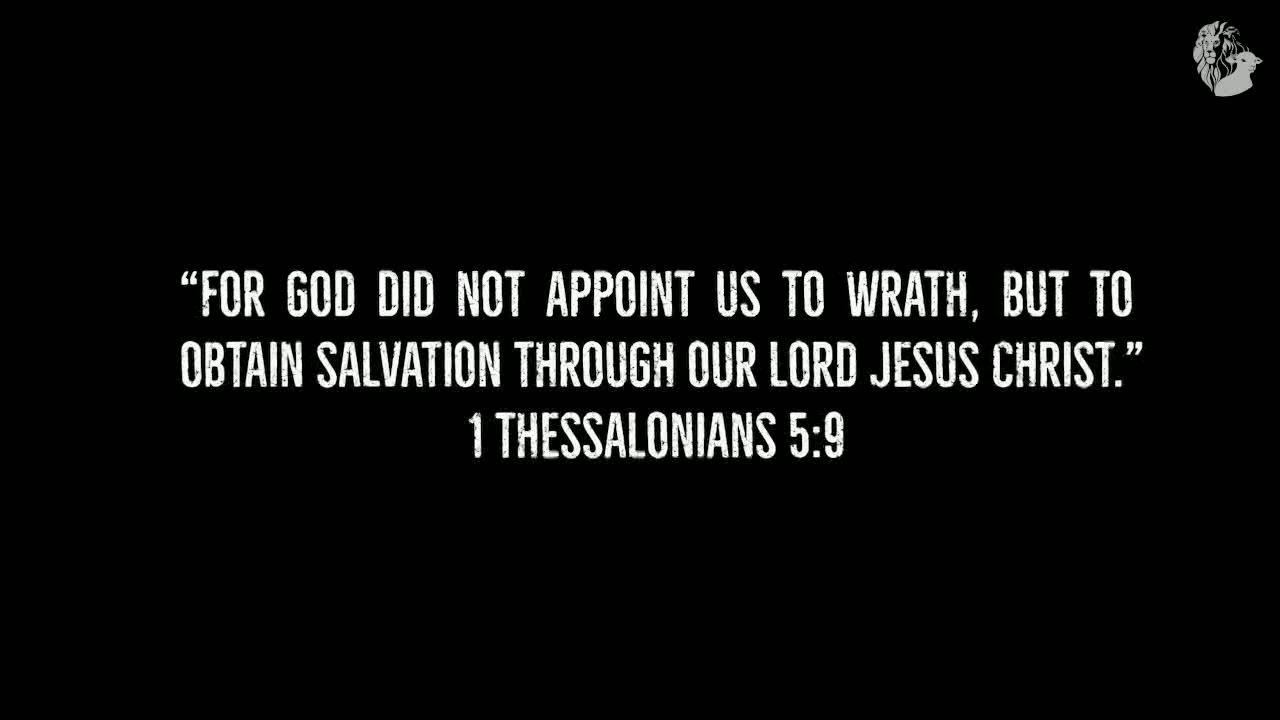 “FOR GOD DID NOT APPOINT US TO WRATH, BUT TO
OBTAIN SALVATION THROUGH OUR LORD JESUS CHRIST.”
1 THESSALONIANS 5:9